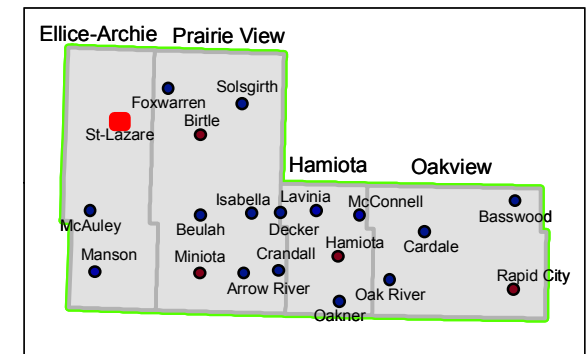 Ellice-Archie Prairie View
Solsgirth
Foxwarren
Birtle
St-Lazare
Hamiota Oakview
Isabella Lavinia McConnell
Basswood
McAuley Beulah Decker
Cardale
Hamiota
Manson Miniota Crandall
Rapid City
Arrow River Oak River
Oakner